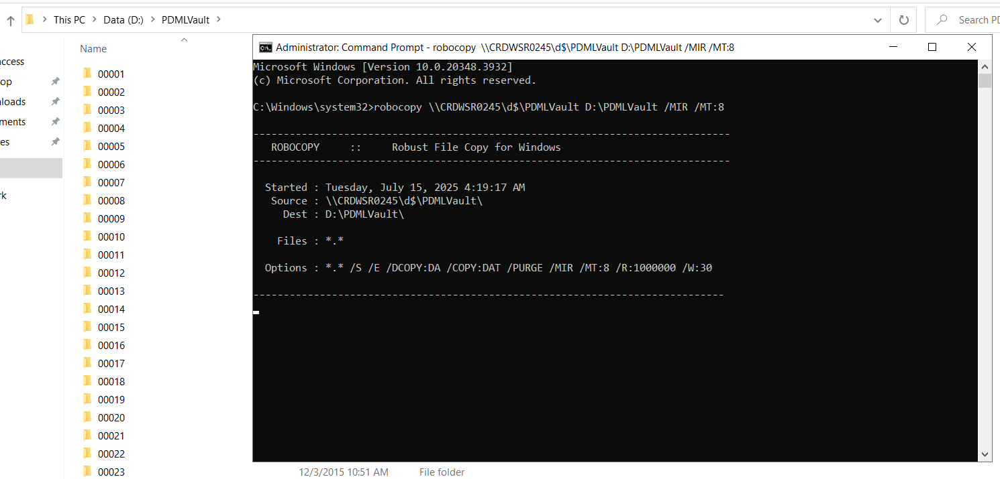 This PC > Data (D:) > PDMLVault >
Search PD
Name
ccess
op
nloads
ments
es
rk
00001
00002
00003
00004
00005
00006
00007
00008
00009
00010
00011
00012
00013
00014
00015
00016
00017
00018
00019
00020
00021
00022
00023
12/3/2015 10:51 AM File folder
Administrator: Command Prompt - robocopy \\CRDWSR0245\d$\PDMLVault D:\PDMLVault /MIR /MT:8
Microsoft Windows [Version 10.0.20348.3932]
(c) Microsoft Corporation. All rights reserved.
C:\Windows\system32>robocopy \\CRDWSR0245\d$\PDMLVault D:\PDMLVault /MIR /MT:8
-------------------------------------------------------------------------------
ROBOCOPY :: Robust File Copy for Windows
-------------------------------------------------------------------------------
Started : Tuesday, July 15, 2025 4:19:17 AM
Source : \\CRDWSR0245\d$\PDMLVault\
Dest : D:\PDMLVault\
Files : *.*
Options : *.* /S /E /DCOPY:DA /COPY:DAT /PURGE /MIR /MT:8 /R:1000000 /W:30
------------------------------------------------------------------------------